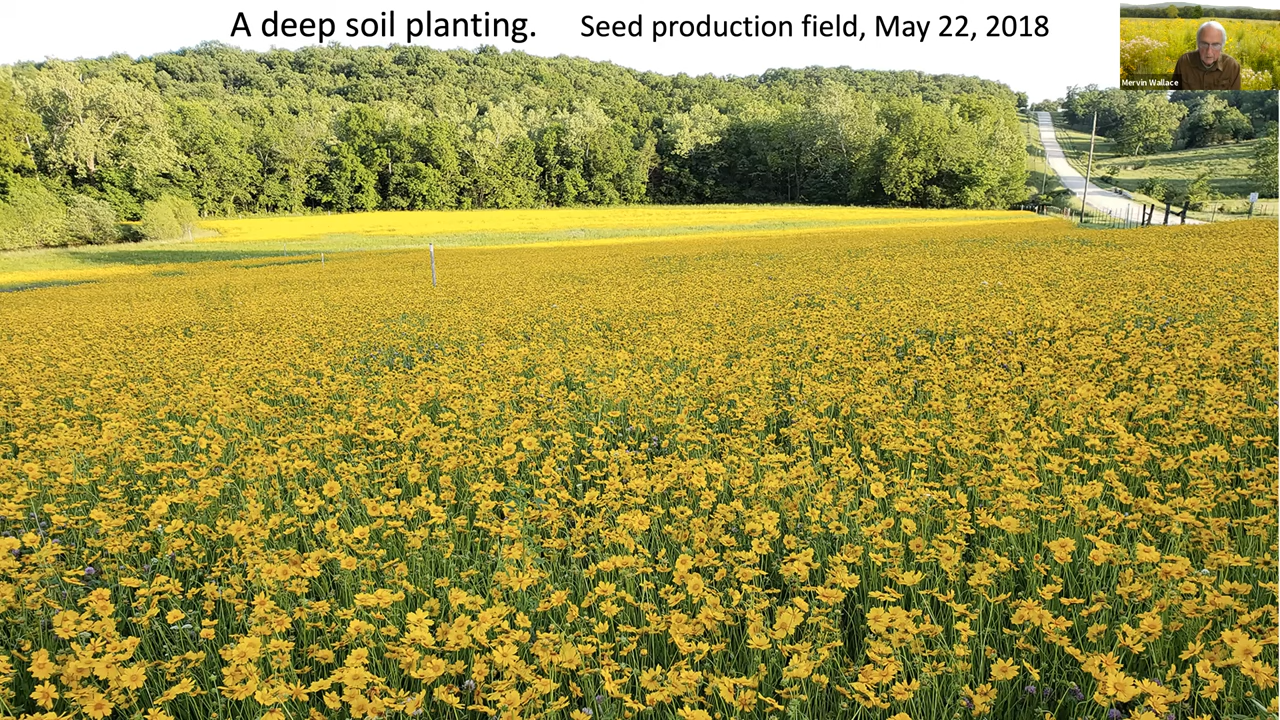 A deep soil planting. Seed production field, May 22, 2018
Mervin Wallace